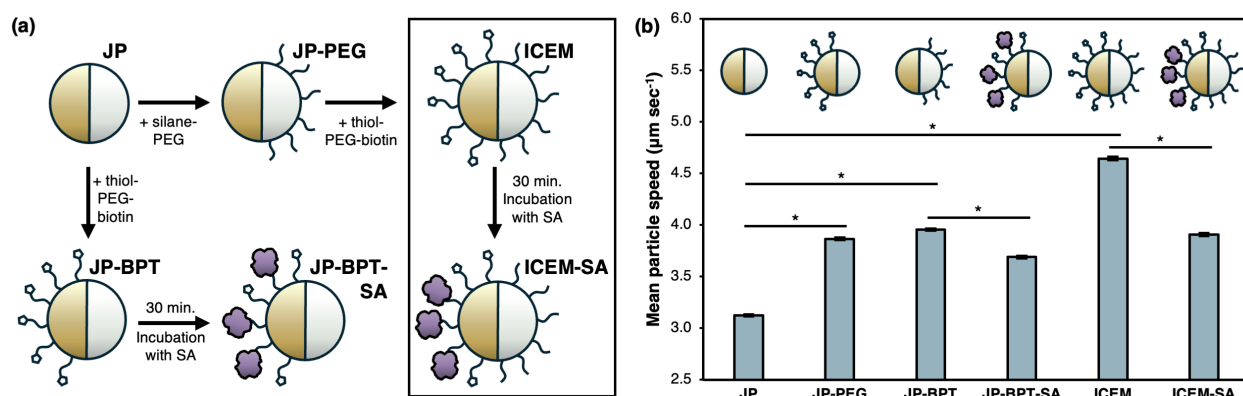 (a)
JP
JP-PEG
ICEM
+ silane-
PEG
+ thiol-
PEG-biotin
+ thiol-
PEG-
biotin
30 min.
Incubation
with SA
JP-BPT
JP-BPT-
SA
ICEM-SA
30 min.
Incubation
with SA
(b)
Mean particle speed (µm sec⁻¹)
6.0
5.5
5.0
4.5
4.0
3.5
3.0
2.5
*
*
*
*
*
JP
JP-PEG
JP-BPT
JP-BPT-SA
ICEM
ICEM-SA